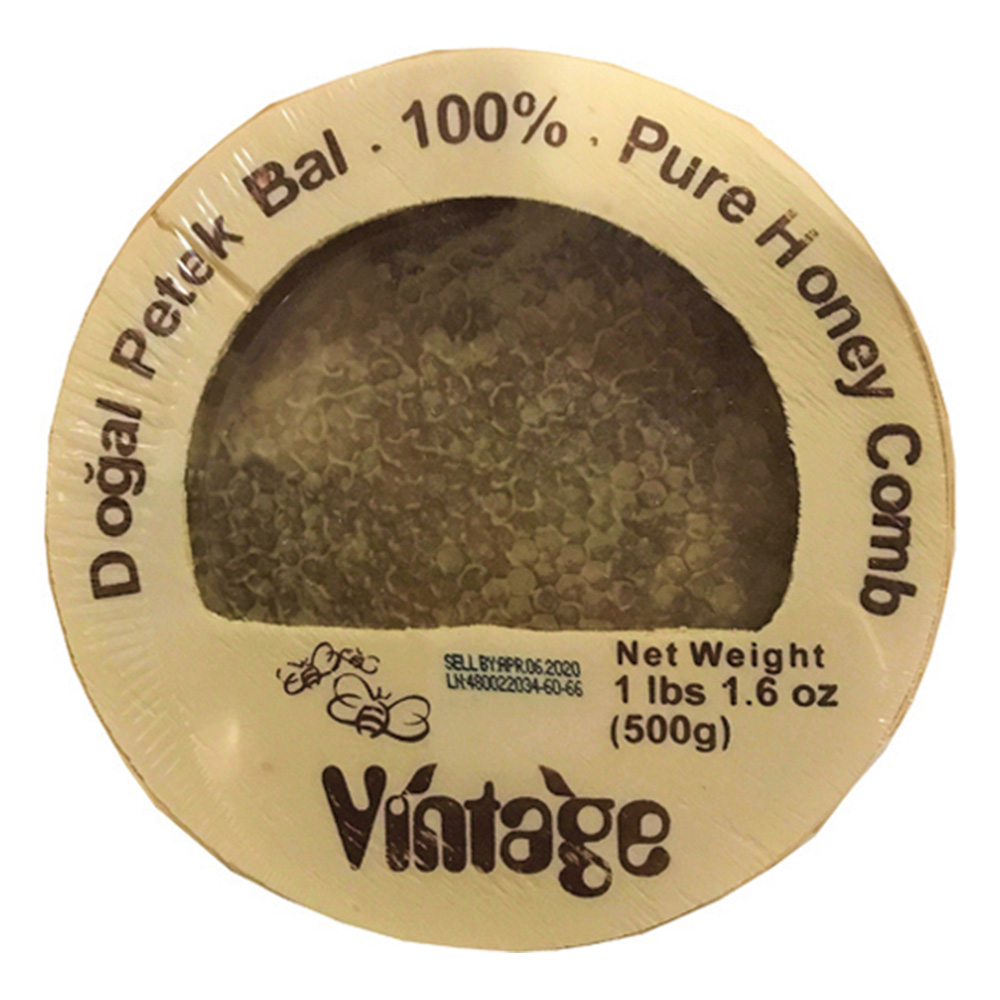 Doğal Petek Bal . 100% . Pure Honey Comb
SELL BY:APR.06.2020
LN:480022034-60-66
Net Weight
1 lbs 1.6 oz
(500g)
Vintage